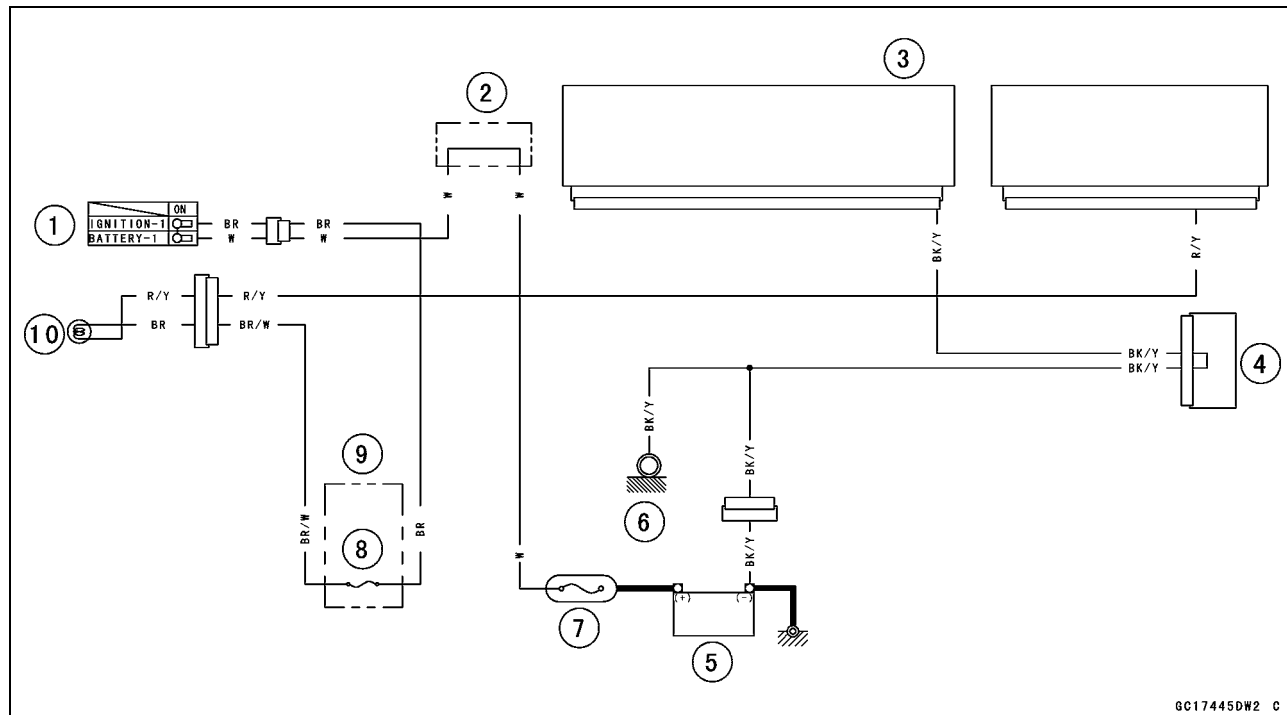 3
2
W
W
ON
1
IGNITION-1
BR
BR
BATTERY-1
W
W
BK/Y
R/Y
R/Y
R/Y
10
BR
BR/W
BK/Y
BK/Y
4
BK/Y
BK/Y
9
6
BR/W
8
BR
W
BK/Y
7
(+)
(-)
5
GC17445DW2 C